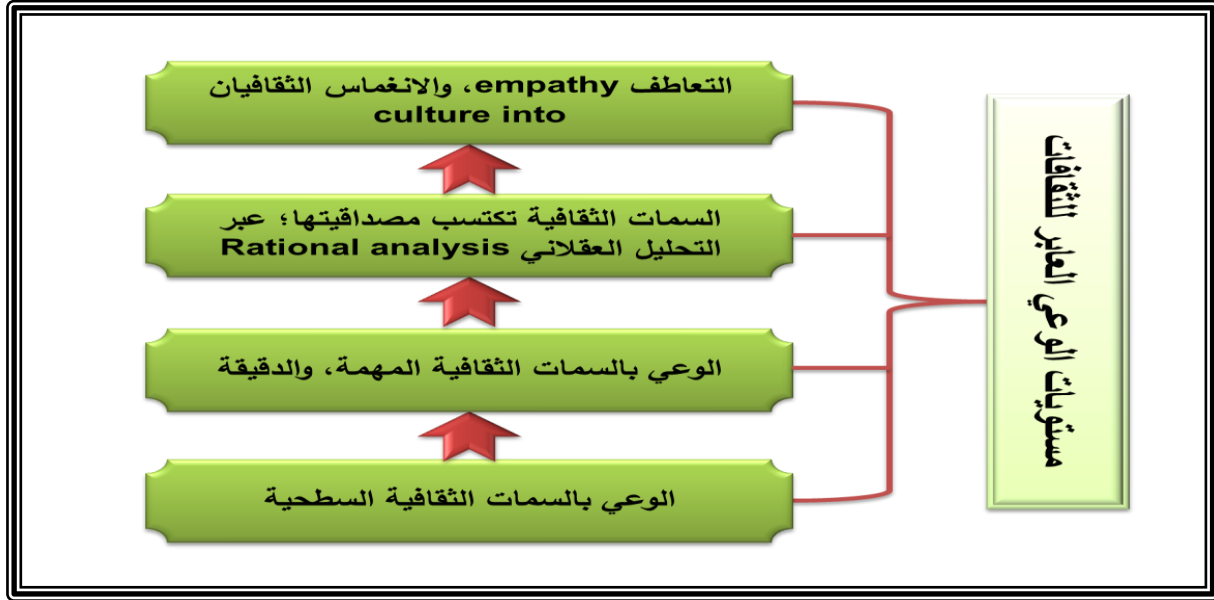 مستويات الوعي العابر للثقافات
التعاطف empathy، والانغماس الثقافيان
culture into
السمات الثقافية تكتسب مصداقيتها؛ عبر
التحليل العقلاني Rational analysis
الوعي بالسمات الثقافية المهمة، والدقيقة
الوعي بالسمات الثقافية السطحية